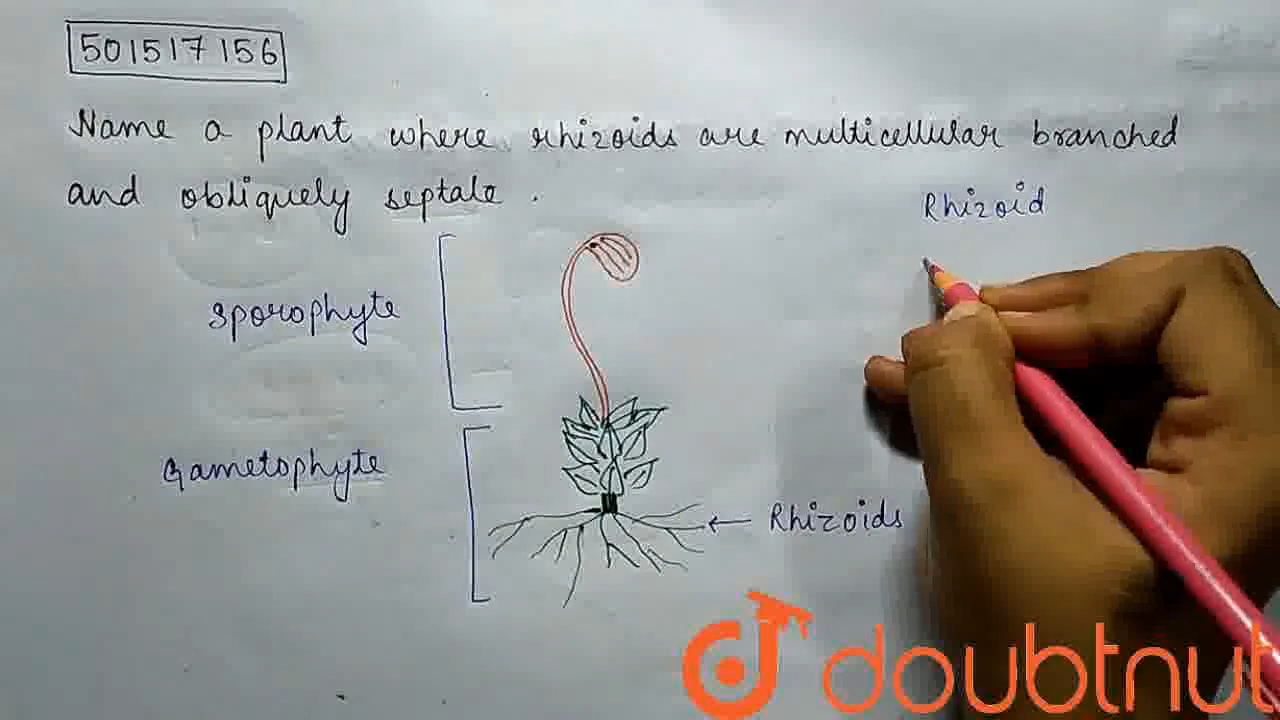 501517156
Name a plant where rhizoids are multicellular branched
and obliquely septate.
Rhizoid
Sporophyte
Gametophyte
Rhizoids
doubtnut